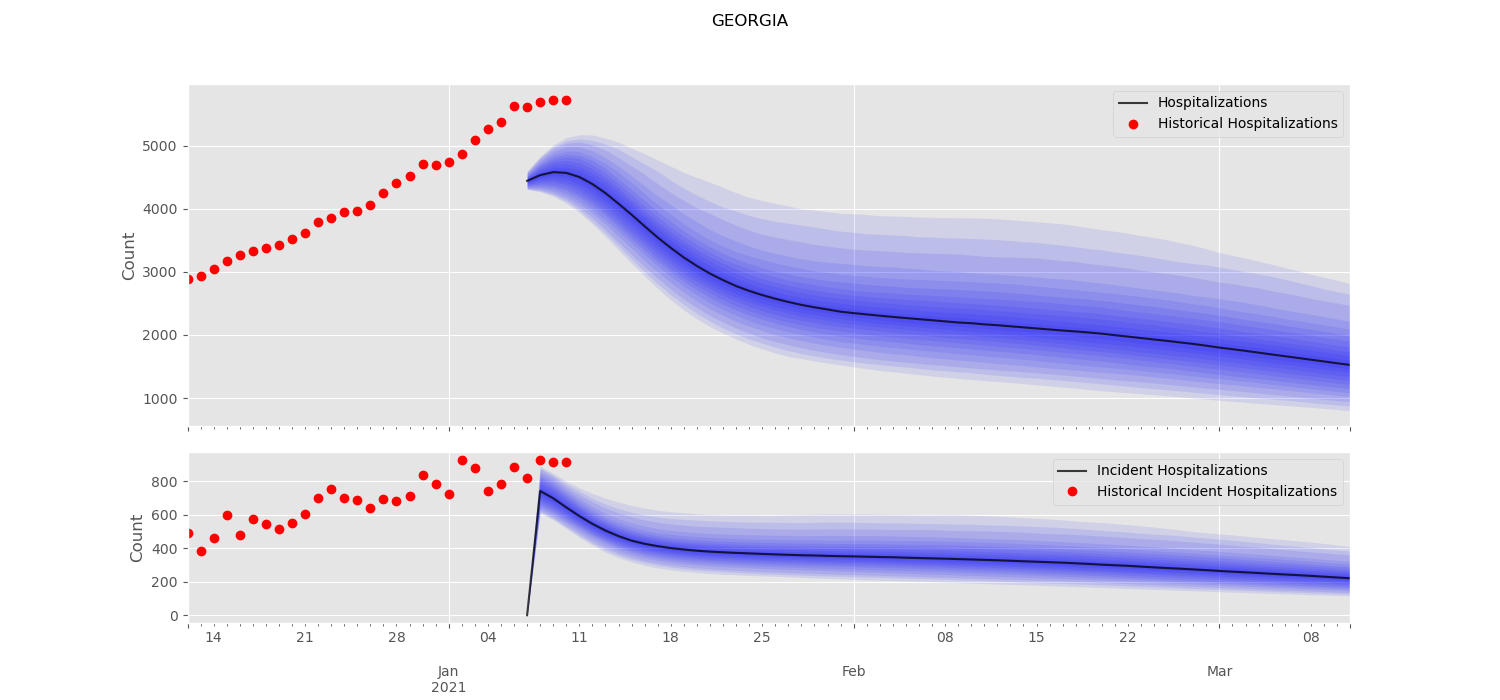 GEORGIA
Hospitalizations
Historical Hospitalizations
Count
5000
4000
3000
2000
1000
Incident Hospitalizations
Historical Incident Hospitalizations
Count
800
600
400
200
0
14 21 28 04 11 18 25 08 15 22 08
Jan Feb Mar
2021